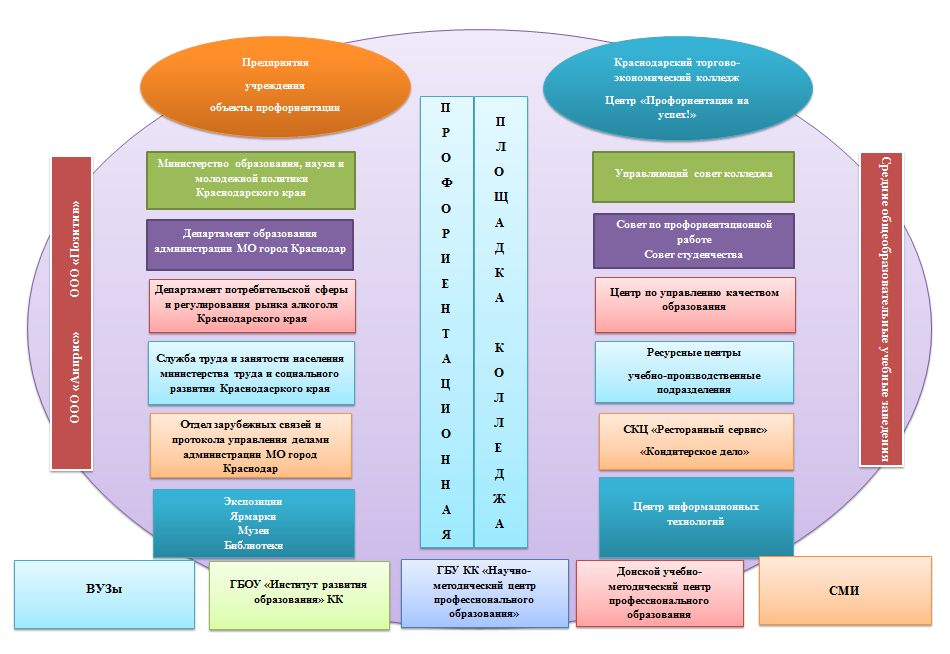 Предприятия
учреждения
объекты профориентации
Краснодарский торгово-
экономический колледж
Центр «Профориентация на
успех!»
ПРОФОРИЕНТАЦИОННАЯ
ПЛОЩАДКА КОЛЛЕДЖА
ООО «Анприс» ООО «Позитив»
Министерство образования, науки и
молодежной политики
Краснодарского края
Департамент образования
администрации МО город Краснодар
Департамент потребительской сферы
и регулирования рынка алкоголя
Краснодарского края
Служба труда и занятости населения
министерства труда и социального
развития Краснодасркого края
Отдел зарубежных связей и
протокола управления делами
администрации МО город
Краснодар
Экспозиции
Ярмарки
Музеи
Библиотеки
Управляющий совет колледжа
Совет по профориентационной
работе
Совет студенчества
Центр по управлению качеством
образования
Ресурсные центры
учебно-производственные
подразделения
СКЦ «Ресторанный сервис»
«Кондитерское дело»
Центр информационных
технологий
Средние общеобразовательные учебные заведения
ВУЗы
ГБОУ «Институт развития
образования» КК
ГБУ КК «Научно-
методический центр
профессионального
образования»
Донской учебно-
методический центр
профессионального
образования
СМИ